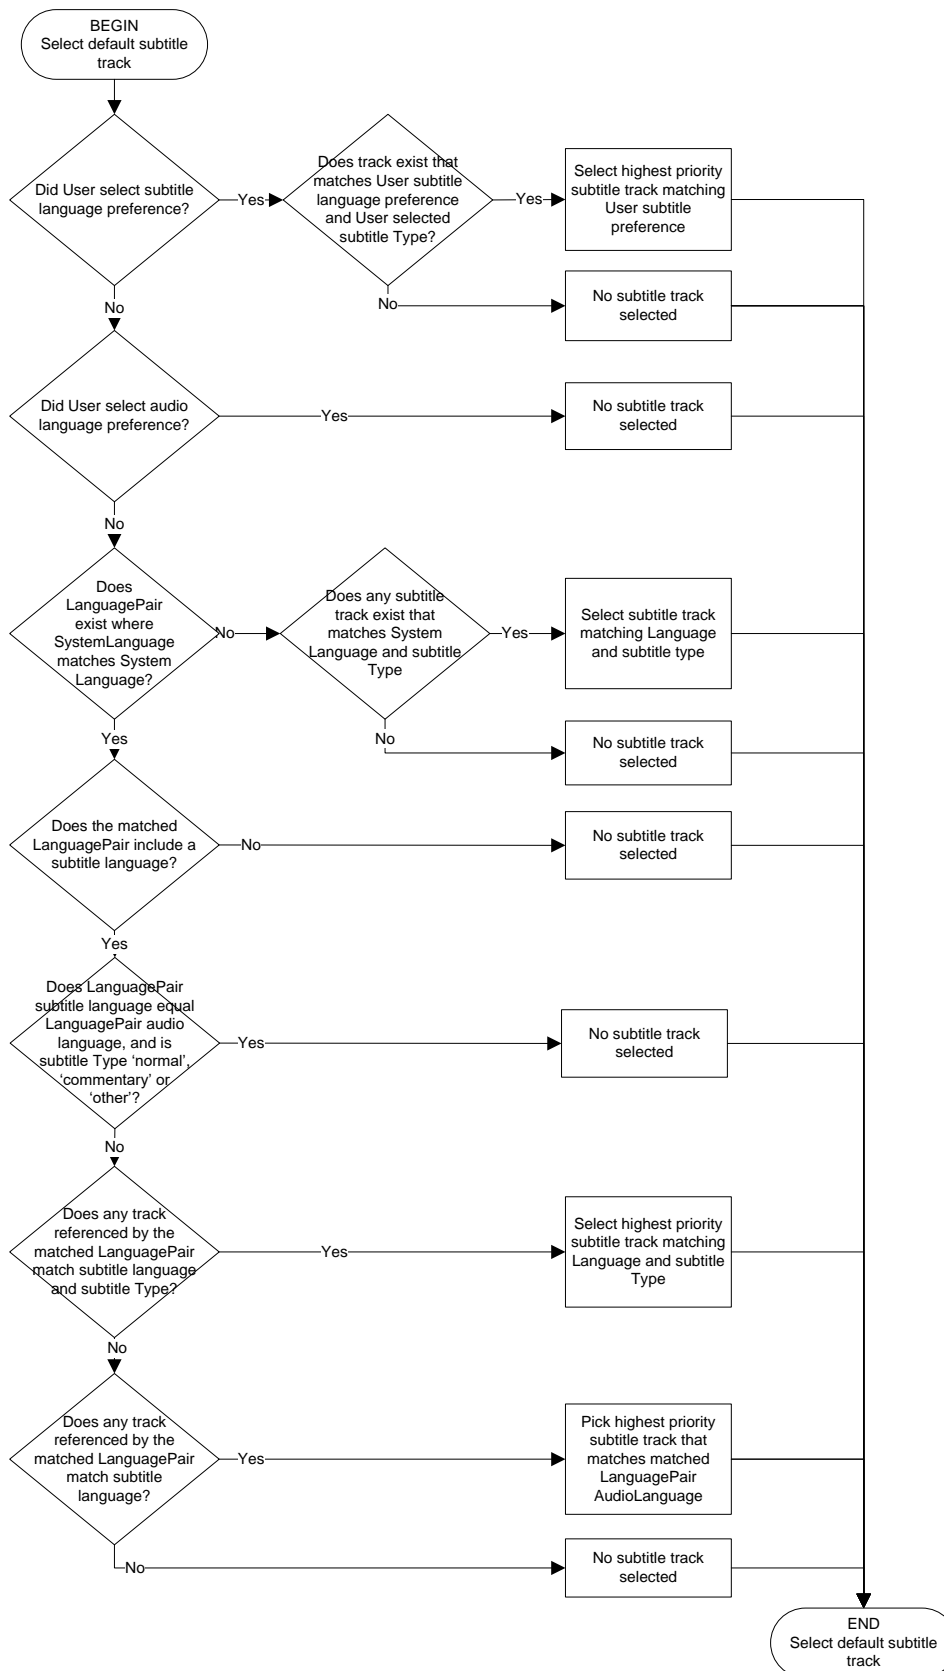 BEGIN
Select default subtitle
track
Did User select subtitle
language preference?
Yes
Does track exist that
matches User subtitle
language preference
and User selected
subtitle Type?
Yes
Select highest priority
subtitle track matching
User subtitle
preference
No
No subtitle track
selected
No
Did User select audio
language preference?
Yes
No subtitle track
selected
No
Does
LanguagePair
exist where
SystemLanguage
matches System
Language?
No
Does any subtitle
track exist that
matches System
Language and subtitle
Type
Yes
Select subtitle track
matching Language
and subtitle type
No
No subtitle track
selected
Yes
Does the matched
LanguagePair include a
subtitle language?
No
No subtitle track
selected
Yes
Does LanguagePair
subtitle language equal
LanguagePair audio
language, and is
subtitle Type ‘normal’,
‘commentary’ or
‘other’?
Yes
No subtitle track
selected
No
Does any track
referenced by the
matched LanguagePair
match subtitle language
and subtitle Type?
Yes
Select highest priority
subtitle track matching
Language and subtitle
Type
No
Does any track
referenced by the
matched LanguagePair
match subtitle
language?
Yes
Pick highest priority
subtitle track that
matches matched
LanguagePair
AudioLanguage
No
No subtitle track
selected
END
Select default subtitle
track